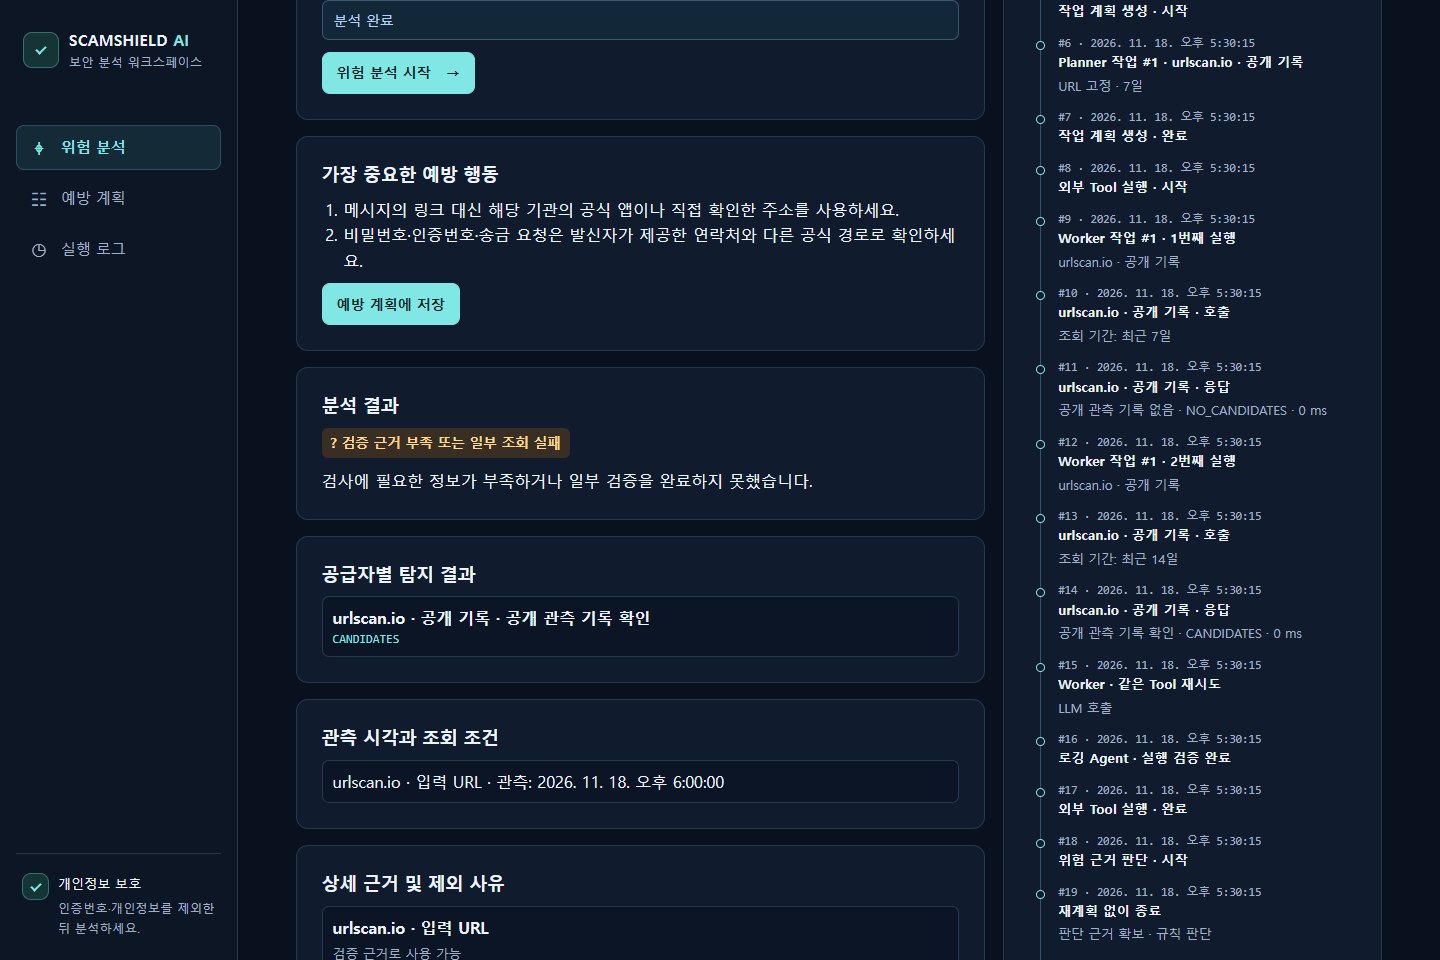 SCAMSHIELD AI
보안 분석 워크스페이스
위험 분석
예방 계획
실행 로그
개인정보 보호
인증번호·개인정보를 제외한
뒤 분석하세요.
분석 완료
위험 분석 시작 →
가장 중요한 예방 행동
1. 메시지의 링크 대신 해당 기관의 공식 앱이나 직접 확인한 주소를 사용하세요.
2. 비밀번호·인증번호·송금 요청은 발신자가 제공한 연락처와 다른 공식 경로로 확인하세
요.
예방 계획에 저장
분석 결과
? 검증 근거 부족 또는 일부 조회 실패
검사에 필요한 정보가 부족하거나 일부 검증을 완료하지 못했습니다.
공급자별 탐지 결과
urlscan.io · 공개 기록 · 공개 관측 기록 확인
CANDIDATES
관측 시각과 조회 조건
urlscan.io · 입력 URL · 관측: 2026. 11. 18. 오후 6:00:00
상세 근거 및 제외 사유
urlscan.io · 입력 URL
검증 근거로 사용 가능
작업 계획 생성 · 시작
#6 · 2026. 11. 18. 오후 5:30:15
Planner 작업 #1 · urlscan.io · 공개 기록
URL 고정 · 7일
#7 · 2026. 11. 18. 오후 5:30:15
작업 계획 생성 · 완료
#8 · 2026. 11. 18. 오후 5:30:15
외부 Tool 실행 · 시작
#9 · 2026. 11. 18. 오후 5:30:15
Worker 작업 #1 · 1번째 실행
urlscan.io · 공개 기록
#10 · 2026. 11. 18. 오후 5:30:15
urlscan.io · 공개 기록 · 호출
조회 기간: 최근 7일
#11 · 2026. 11. 18. 오후 5:30:15
urlscan.io · 공개 기록 · 응답
공개 관측 기록 없음 · NO_CANDIDATES · 0 ms
#12 · 2026. 11. 18. 오후 5:30:15
Worker 작업 #1 · 2번째 실행
urlscan.io · 공개 기록
#13 · 2026. 11. 18. 오후 5:30:15
urlscan.io · 공개 기록 · 호출
조회 기간: 최근 14일
#14 · 2026. 11. 18. 오후 5:30:15
urlscan.io · 공개 기록 · 응답
공개 관측 기록 확인 · CANDIDATES · 0 ms
#15 · 2026. 11. 18. 오후 5:30:15
Worker · 같은 Tool 재시도
LLM 호출
#16 · 2026. 11. 18. 오후 5:30:15
로깅 Agent · 실행 검증 완료
#17 · 2026. 11. 18. 오후 5:30:15
외부 Tool 실행 · 완료
#18 · 2026. 11. 18. 오후 5:30:15
위험 근거 판단 · 시작
#19 · 2026. 11. 18. 오후 5:30:15
재계획 없이 종료
판단 근거 확보 · 규칙 판단